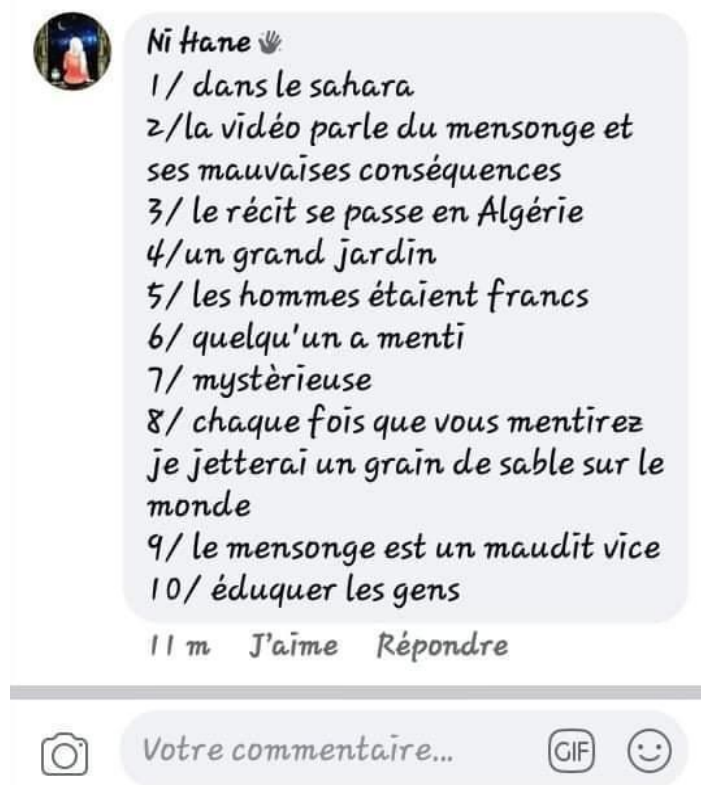 Ni Hane
1/ dans le sahara
2/la vidéo parle du mensonge et
ses mauvaises conséquences
3/ le récit se passe en Algérie
4/un grand jardin
5/ les hommes étaient francs
6/ quelqu'un a menti
7/ mystèrieuse
8/ chaque fois que vous mentirez
je jetterai un grain de sable sur le
monde
9/ le mensonge est un maudit vice
10/ éduquer les gens
11 m J'aime Répondre
Votre commentaire... GIF